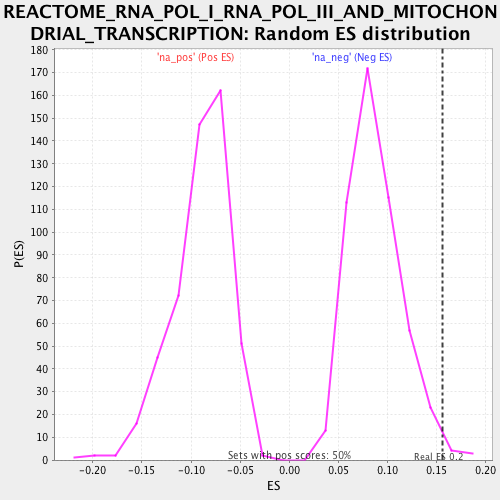 REACTOME_RNA_POL_I_RNA_POL_III_AND_MITOCHON
DRIAL_TRANSCRIPTION: Random ES distribution
'na_pos' (Pos ES) 'na_neg' (Neg ES)
180
170
160
150
140
130
120
110
100
90
80
70
60
50
40
30
20
10
0
P(ES)
Sets with pos scores: 50%
Real ES 0.2
-0.20 -0.15 -0.10 -0.05 0.00 0.05 0.10 0.15 0.20
ES